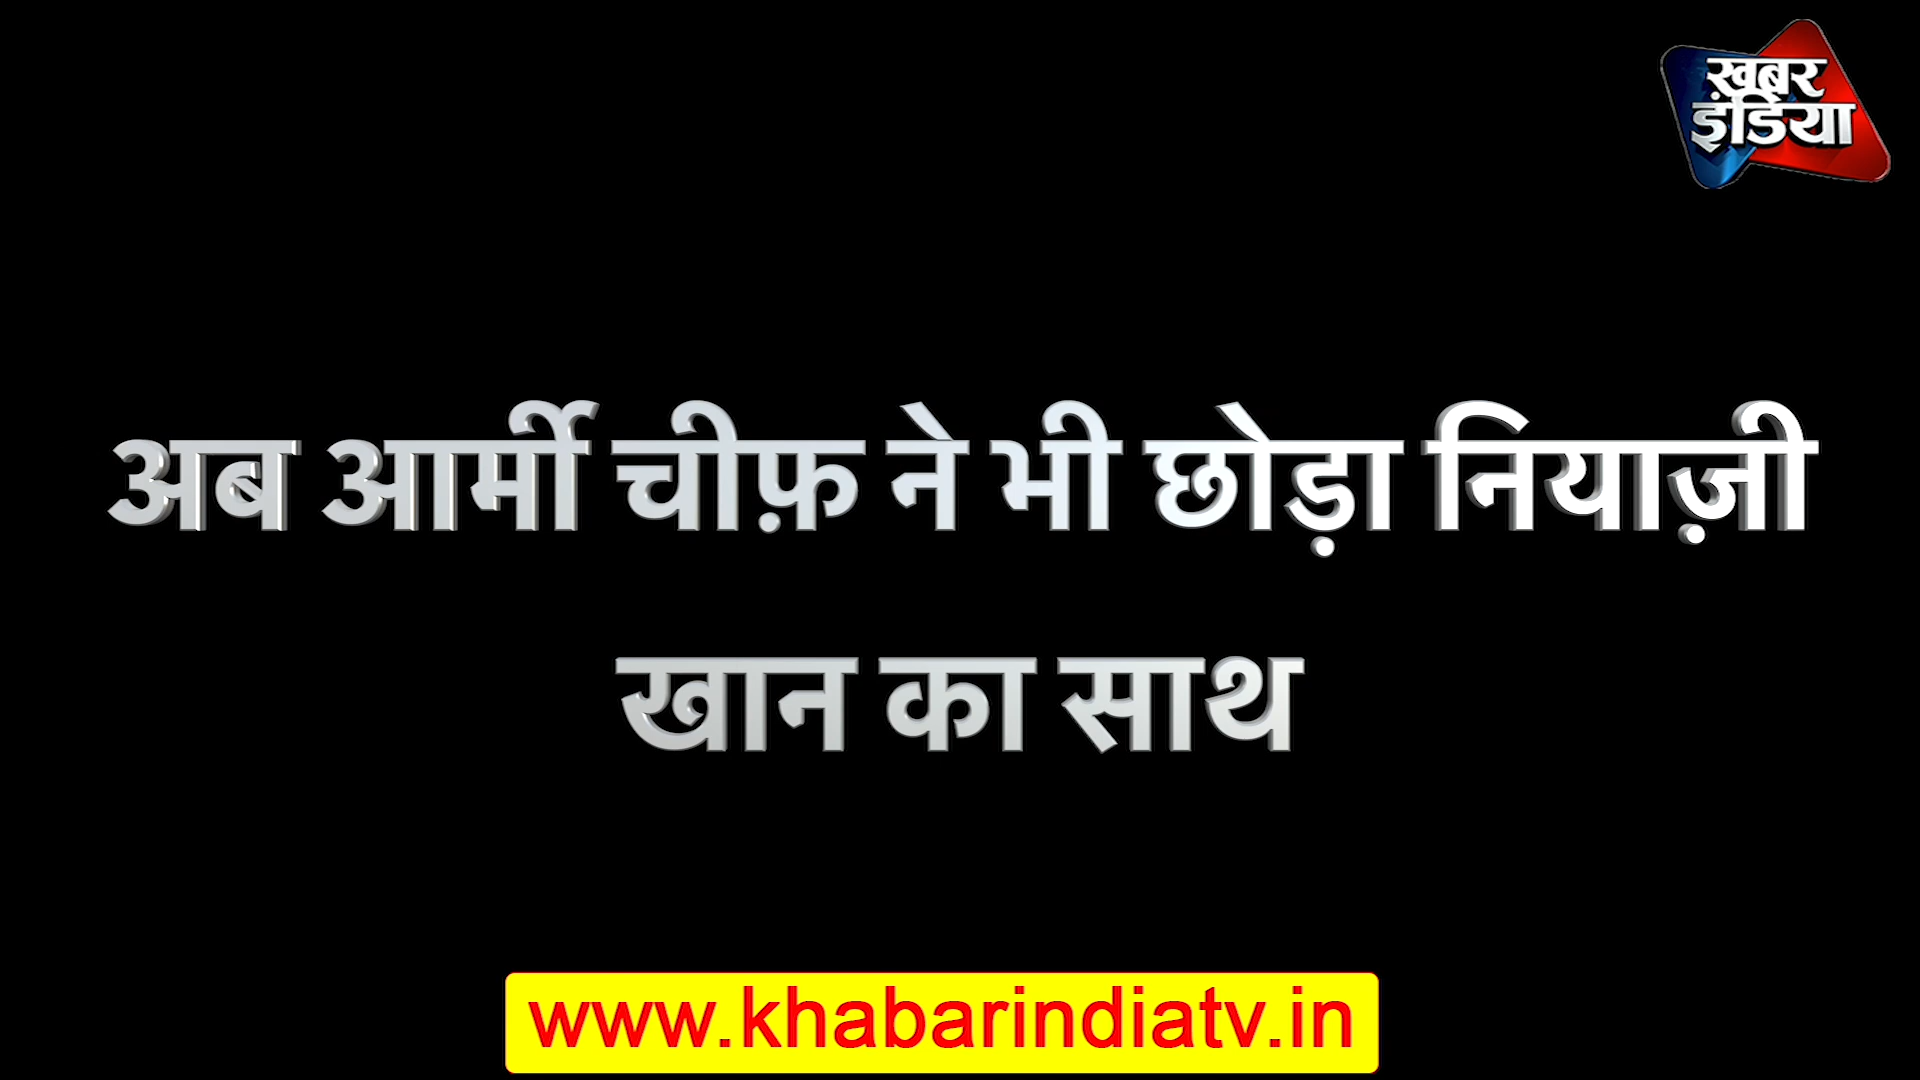 ख़बर
इंडिया
अब आर्मी चीफ़ ने भी छोड़ा नियाज़ी
खान का साथ
www.khabarindiatv.in